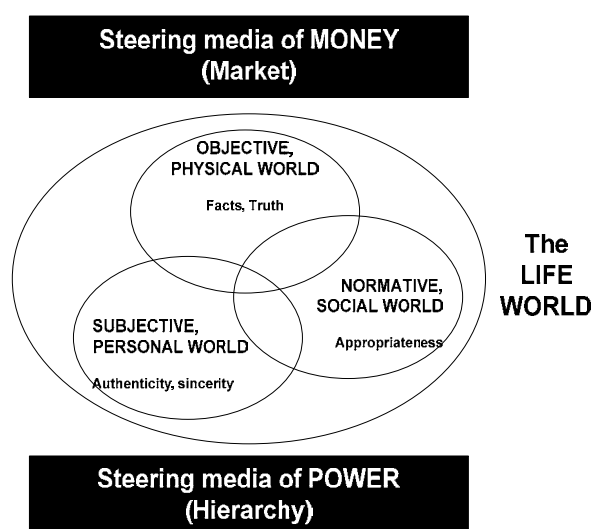 Steering media of MONEY
(Market)
OBJECTIVE,
PHYSICAL WORLD
Facts, Truth
The
LIFE
WORLD
NORMATIVE,
SOCIAL WORLD
Appropriateness
SUBJECTIVE,
PERSONAL WORLD
Authenticity, sincerity
Steering media of POWER
(Hierarchy)